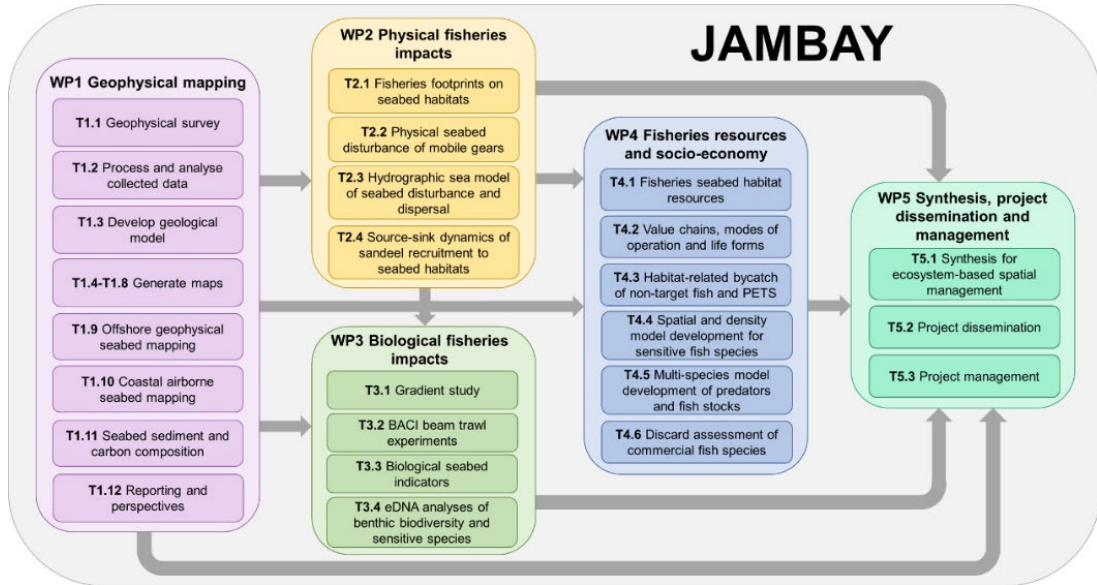 JAMBAY
WP1 Geophysical mapping
T1.1 Geophysical survey
T1.2 Process and analyse
collected data
T1.3 Develop geological
model
T1.4-T1.8 Generate maps
T1.9 Offshore geophysical
seabed mapping
T1.10 Coastal airborne
seabed mapping
T1.11 Seabed sediment and
carbon composition
T1.12 Reporting and
perspectives
WP2 Physical fisheries
impacts
T2.1 Fisheries footprints on
seabed habitats
T2.2 Physical seabed
disturbance of mobile gears
T2.3 Hydrographic sea model
of seabed disturbance and
dispersal
T2.4 Source-sink dynamics of
sandeel recruitment to
seabed habitats
WP3 Biological fisheries
impacts
T3.1 Gradient study
T3.2 BACI beam trawl
experiments
T3.3 Biological seabed
indicators
T3.4 eDNA analyses of
benthic biodiversity and
sensitive species
WP4 Fisheries resources
and socio-economy
T4.1 Fisheries seabed habitat
resources
T4.2 Value chains, modes of
operation and life forms
T4.3 Habitat-related bycatch
of non-target fish and PETS
T4.4 Spatial and density
model development for
sensitive fish species
T4.5 Multi-species model
development of predators
and fish stocks
T4.6 Discard assessment of
commercial fish species
WP5 Synthesis, project
dissemination and
management
T5.1 Synthesis for
ecosystem-based spatial
management
T5.2 Project dissemination
T5.3 Project management